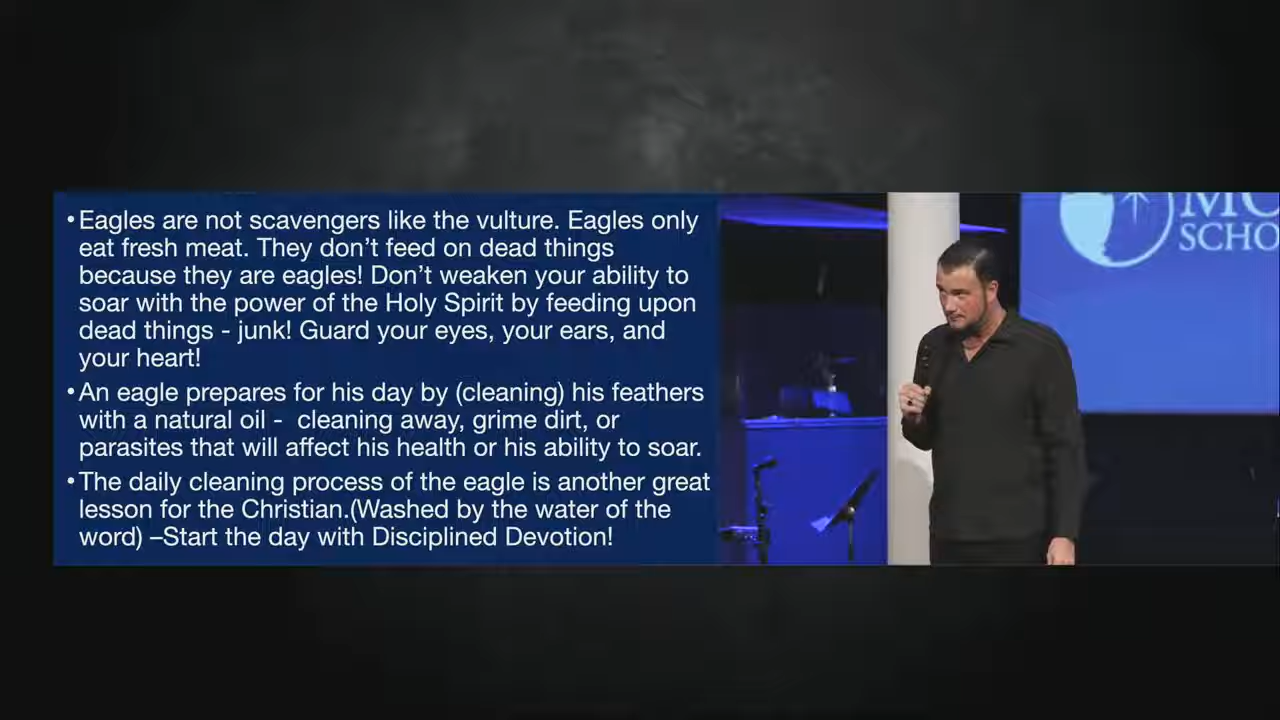 •Eagles are not scavengers like the vulture. Eagles only
eat fresh meat. They don’t feed on dead things
because they are eagles! Don’t weaken your ability to
soar with the power of the Holy Spirit by feeding upon
dead things - junk! Guard your eyes, your ears, and
your heart!
•An eagle prepares for his day by (cleaning) his feathers
with a natural oil -  cleaning away, grime dirt, or
parasites that will affect his health or his ability to soar.
•The daily cleaning process of the eagle is another great
lesson for the Christian.(Washed by the water of the
word) –Start the day with Disciplined Devotion!
MC
SCHO